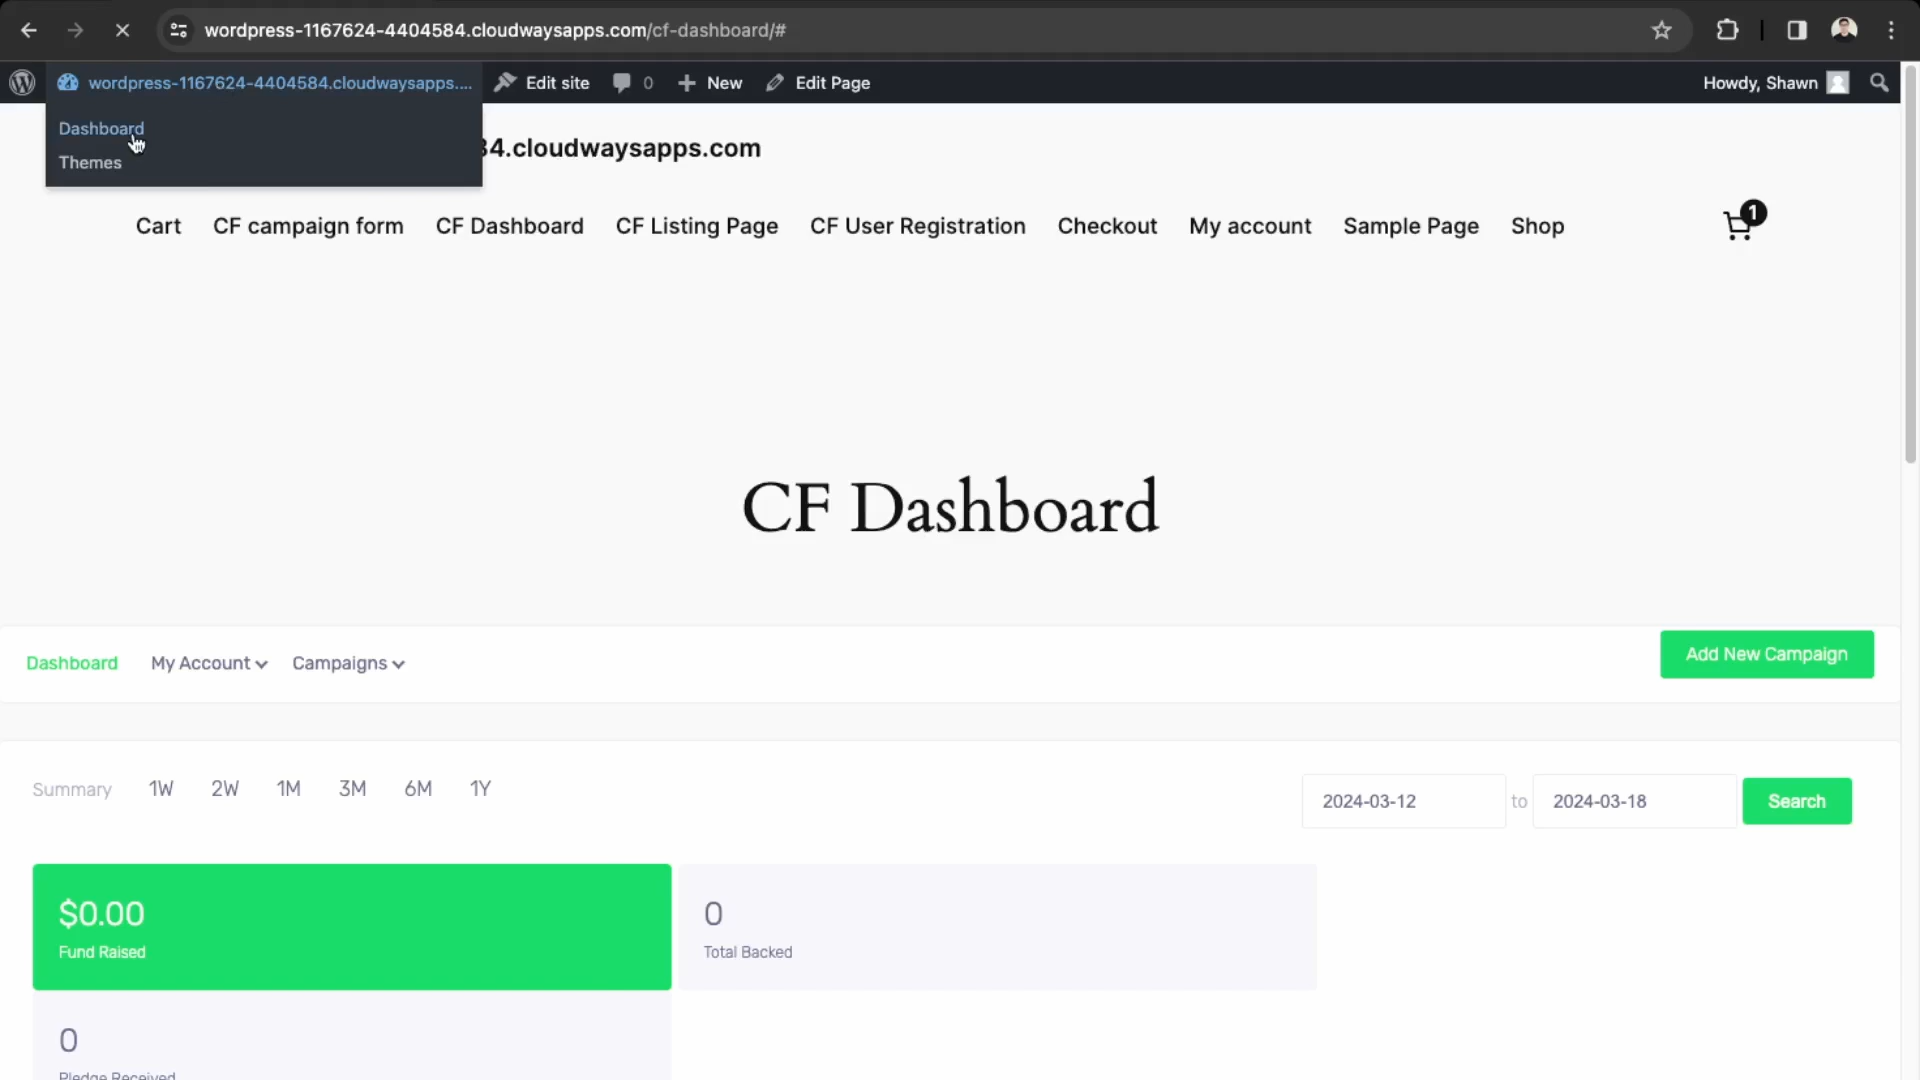 wordpress-1167624-4404584.cloudwaysapps.com/cf-dashboard/#
wordpress-1167624-4404584.cloudwaysapps.... Edit site 0 New Edit Page Howdy, Shawn
Dashboard
Themes
84.cloudwaysapps.com
Cart CF campaign form CF Dashboard CF Listing Page CF User Registration Checkout My account Sample Page Shop 1
CF Dashboard
Dashboard My Account Campaigns Add New Campaign
Summary 1W 2W 1M 3M 6M 1Y 2024-03-12 to 2024-03-18 Search
$0.00 0
Fund Raised Total Backed
0
Pledge Received